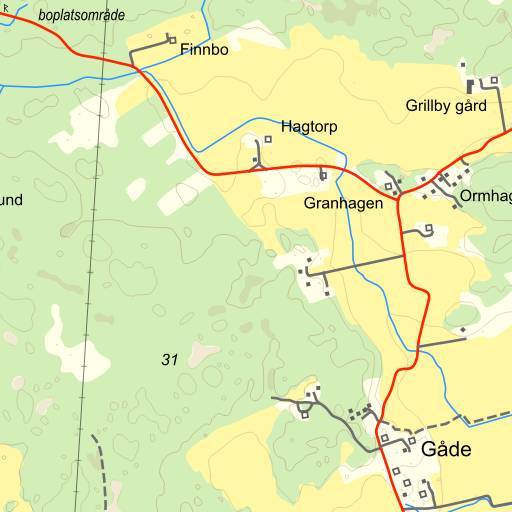 boplatsområde
Finnbo
Grillby gård
Hagtorp
Ormhag
und
Granhagen
31
Gåde